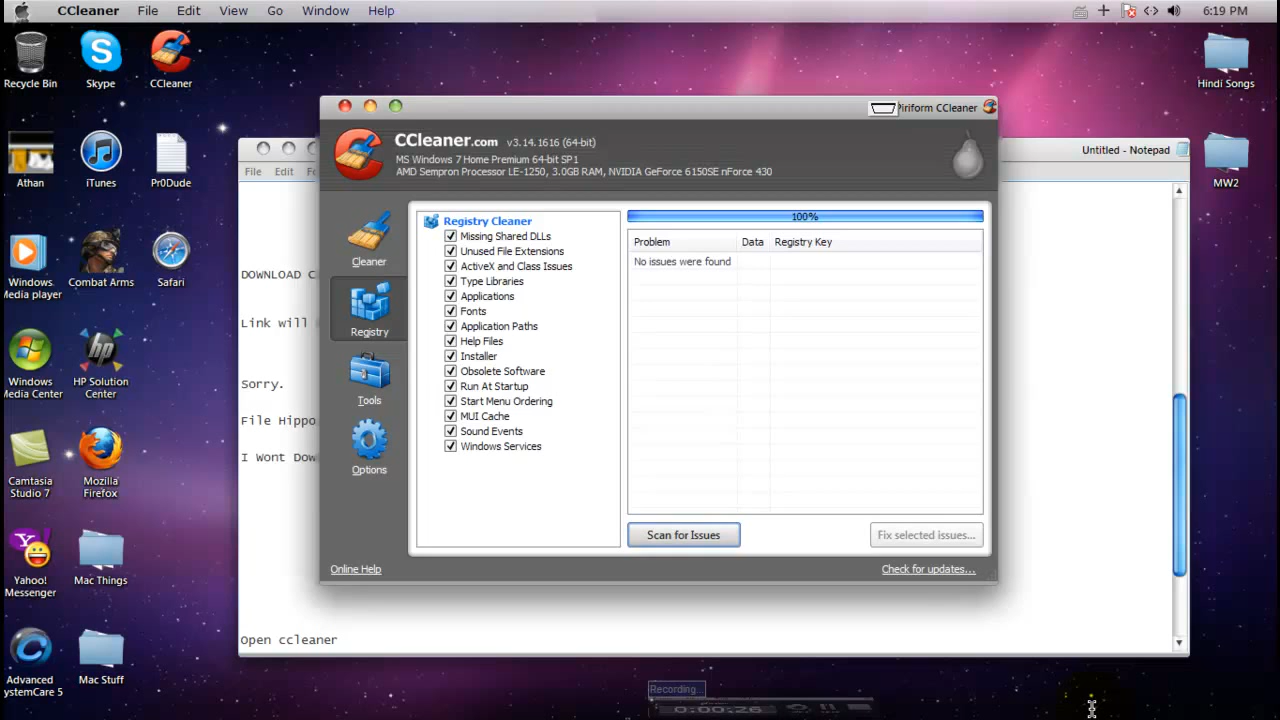 CCleaner File Edit View Go Window Help 6:19 PM
Recycle Bin
Skype
CCleaner
Hindi Songs
Athan
iTunes
Pr0Dude
MW2
Windows
Media player
Combat Arms
Safari
Windows
Media Center
HP Solution
Center
Camtasia
Studio 7
Mozilla
Firefox
Yahoo!
Messenger
Mac Things
Advanced
ystemCare 5
Mac Stuff
Untitled - Notepad
File Edit
DOWNLOAD C
Link will
Sorry.
File Hippo
I Wont Dow
Open ccleaner
Piriform CCleaner
CCleaner.com v3.14.1616 (64-bit)
MS Windows 7 Home Premium 64-bit SP1
AMD Sempron Processor LE-1250, 3.0GB RAM, NVIDIA GeForce 6150SE nForce 430
Cleaner
Registry
Tools
Options
Registry Cleaner
Missing Shared DLLs
Unused File Extensions
ActiveX and Class Issues
Type Libraries
Applications
Fonts
Application Paths
Help Files
Installer
Obsolete Software
Run At Startup
Start Menu Ordering
MUI Cache
Sound Events
Windows Services
100%
Problem Data Registry Key
No issues were found
Scan for Issues
Fix selected issues...
Online Help
Check for updates...
Recording...
0:00:26